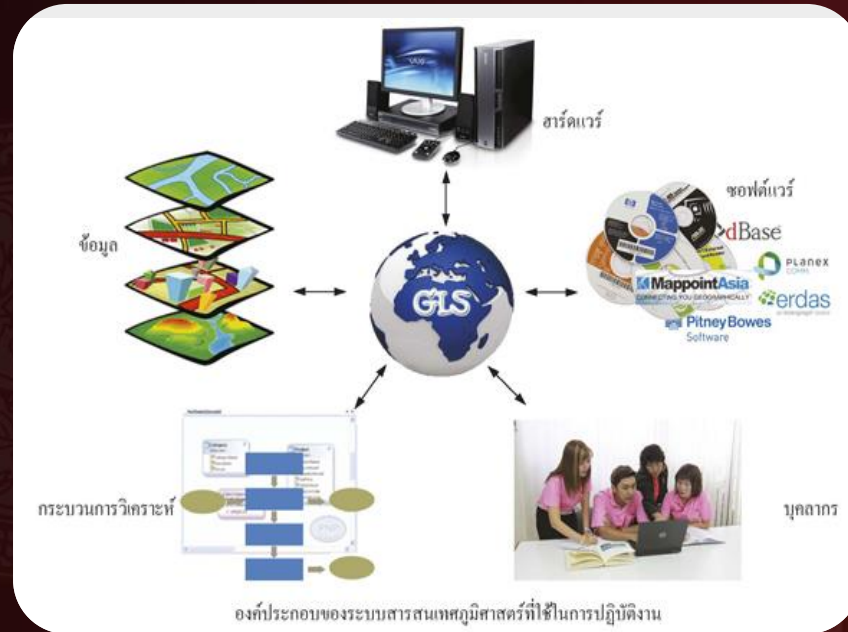 ฮาร์ดแวร์
ซอฟต์แวร์
ข้อมูล
dBase
PLANEX
COMM.
MappointAsia
CONNECTING YOU GEOGRAPHICALLY
erdas
PitneyBowes
Software
GIS
กระบวนการวิเคราะห์
บุคลากร
องค์ประกอบของระบบสารสนเทศภูมิศาสตร์ที่ใช้ในการปฏิบัติงาน